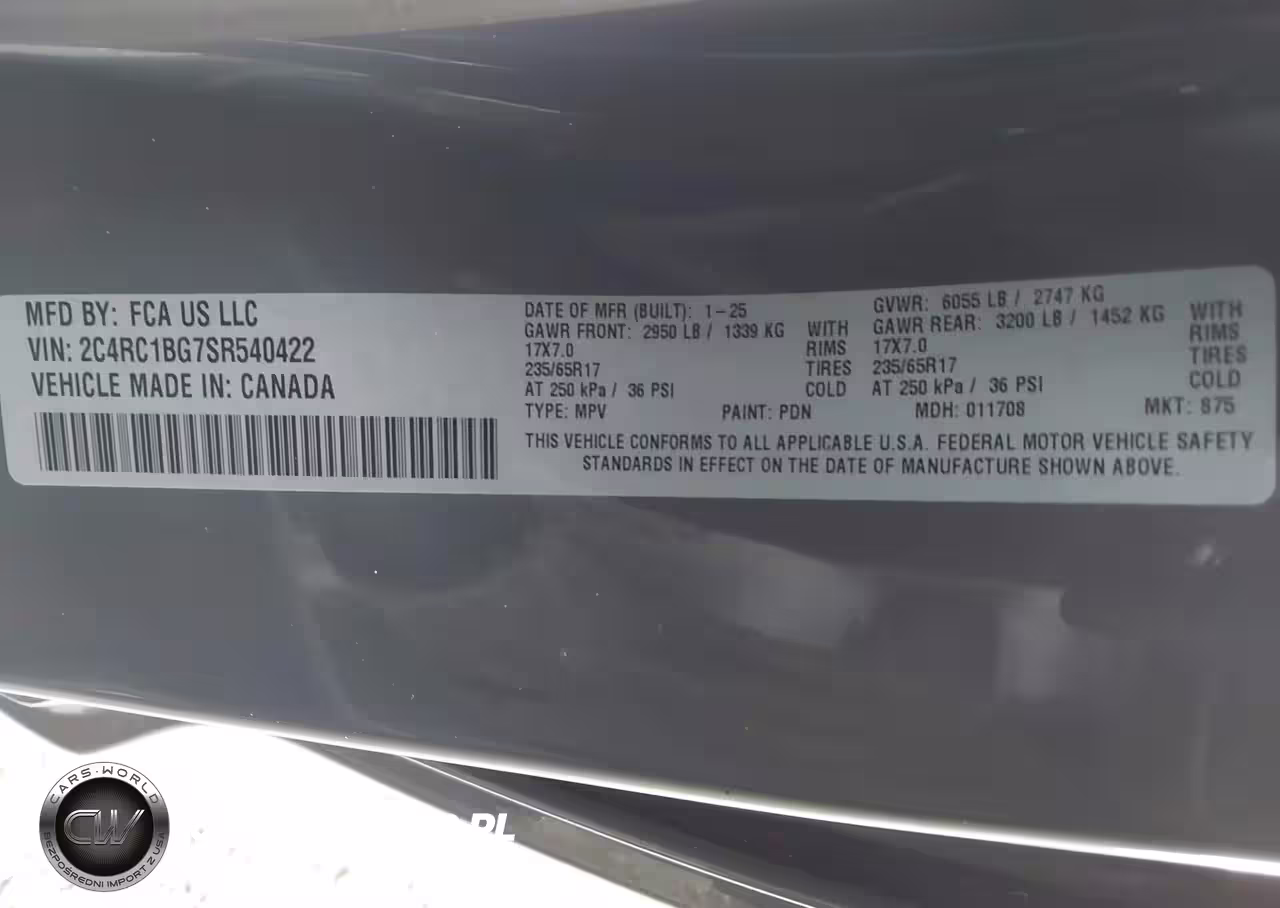 MFD BY: FCA US LLC
VIN: 2C4RC1BG7SR540422
VEHICLE MADE IN: CANADA
DATE OF MFR (BUILT): 1-25
GAWR FRONT: 2950 LB / 1339 KG WITH
17X7.0 RIMS
235/65R17 TIRES
AT 250 kPa / 36 PSI COLD
GVWR: 6055 LB / 2747 KG
GAWR REAR: 3200 LB / 1452 KG WITH
17X7.0 RIMS
235/65R17 TIRES
AT 250 kPa / 36 PSI COLD
TYPE: MPV PAINT: PDN MDH: 011708 MKT: 875
THIS VEHICLE CONFORMS TO ALL APPLICABLE U.S.A. FEDERAL MOTOR VEHICLE SAFETY
STANDARDS IN EFFECT ON THE DATE OF MANUFACTURE SHOWN ABOVE.
CARS-WORLD
CW
BEZPOŚREDNI IMPORT Z USA
.PL